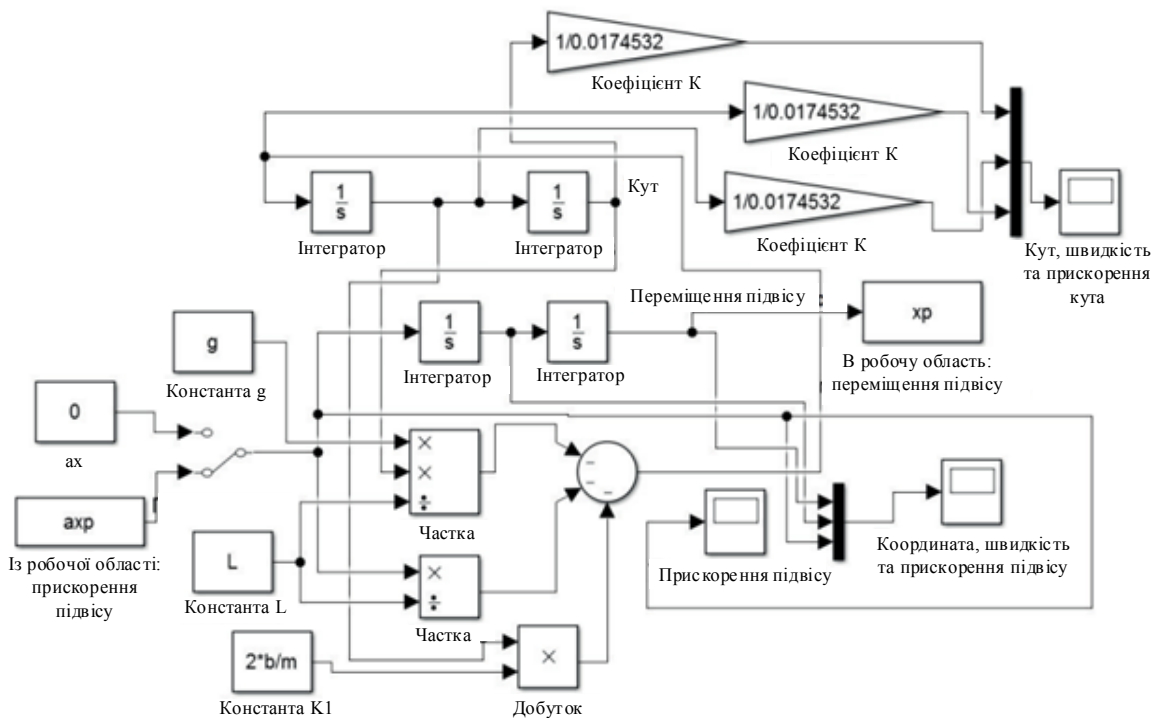 1/0.0174532
Коефіцієнт К
1/0.0174532
Коефіцієнт К
1/0.0174532
Коефіцієнт К
1
s
Інтегратор
1
s
Інтегратор
Кут
Кут, швидкість
та прискорення
кута
Переміщення підвісу
xp
В робочу область:
переміщення підвісу
1
s
Інтегратор
1
s
Інтегратор
g
Константа g
0
ax
axp
Із робочої області:
прискорення
підвісу
L
Константа L
2*b/m
Константа K1
×
×
÷
Частка
×
÷
Частка
×
Добуток
−
−
−
Прискорення підвісу
Координата, швидкість
та прискорення підвісу